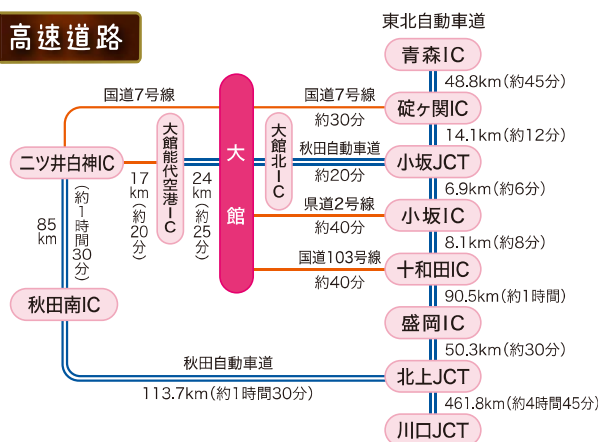 高速道路
東北自動車道
青森IC
48.8km(約45分)
国道7号線
国道7号線
約30分
碇ヶ関IC
14.1km(約12分)
大館能代空港IC
大館
大館北IC
秋田自動車道
約20分
小坂JCT
6.9km(約6分)
二ツ井白神IC
17km(約20分)
24km(約25分)
県道2号線
約40分
小坂IC
8.1km(約8分)
85km
(約1時間30分)
国道103号線
約40分
十和田IC
90.5km(約1時間)
秋田南IC
盛岡IC
50.3km(約30分)
秋田自動車道
113.7km(約1時間30分)
北上JCT
461.8km(約4時間45分)
川口JCT